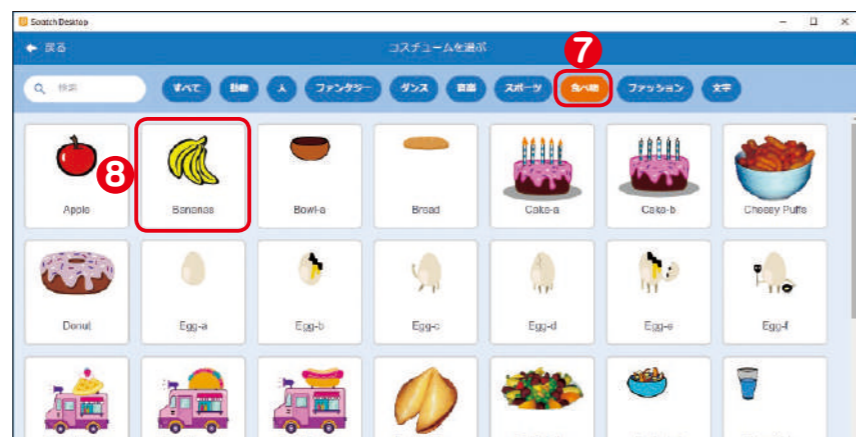 Scratch Desktop
戻る
コスチュームを選ぶ
7
検索
すべて
動物
人
ファンタジー
ダンス
音楽
スポーツ
食べ物
ファッション
文字
8
Apple
Bananas
Bowl-a
Bread
Cake-a
Cake-b
Cheesy Puffs
Donut
Egg-a
Egg-b
Egg-c
Egg-d
Egg-e
Egg-f